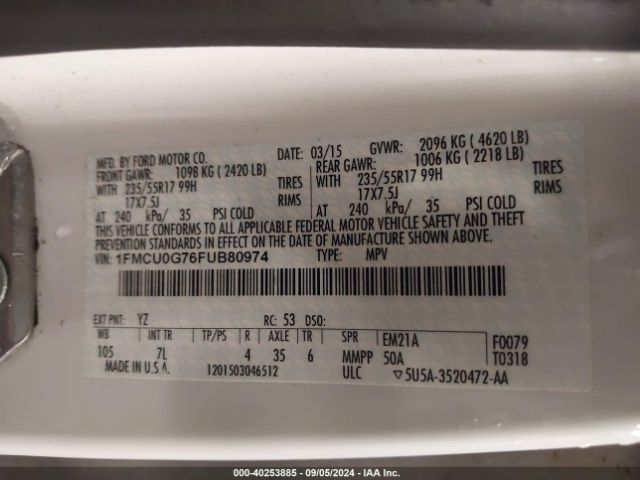 MFD. BY FORD MOTOR CO.
DATE: 03/15 GVWR: 2096 KG ( 4620 LB)
FRONT GAWR: 1098 KG ( 2420 LB) REAR GAWR: 1006 KG ( 2218 LB)
WITH 235/55R17 99H TIRES WITH 235/55R17 99H TIRES
17X7.5J RIMS 17X7.5J RIMS
AT 240 kPa/ 35 PSI COLD AT 240 kPa/ 35 PSI COLD
THIS VEHICLE CONFORMS TO ALL APPLICABLE FEDERAL MOTOR VEHICLE SAFETY AND THEFT
PREVENTION STANDARDS IN EFFECT ON THE DATE OF MANUFACTURE SHOWN ABOVE.
VIN: 1FMCU0G76FUB80974 TYPE: MPV
EXT PNT: YZ RC: 53 DSO:
WB INT TR TP/PS R AXLE TR SPR EM21A F0079
105 7L 4 35 6 MMPP 50A T0318
MADE IN U.S.A. 1201503046512 ULC ▽5U5A-3520472-AA
000-40253885 - 09/05/2024 - IAA Inc.